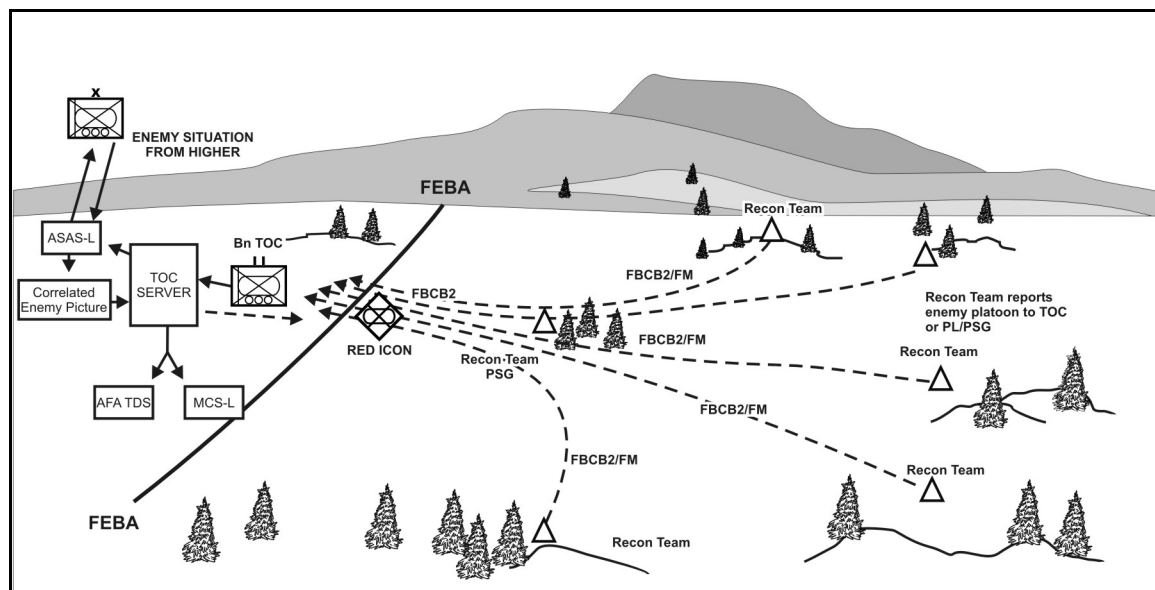 X
ENEMY SITUATION
FROM HIGHER
FEBA
Recon Team
ASAS-L
Bn TOC
TOC
SERVER
Correlated
Enemy Picture
FBCB2
FBCB2/FM
Recon Team reports
enemy platoon to TOC
or PL/PSG
RED ICON
FBCB2/FM
Recon Team
Recon Team
PSG
AFA TDS
MCS-L
FBCB2/FM
FBCB2/FM
Recon Team
FEBA
Recon Team